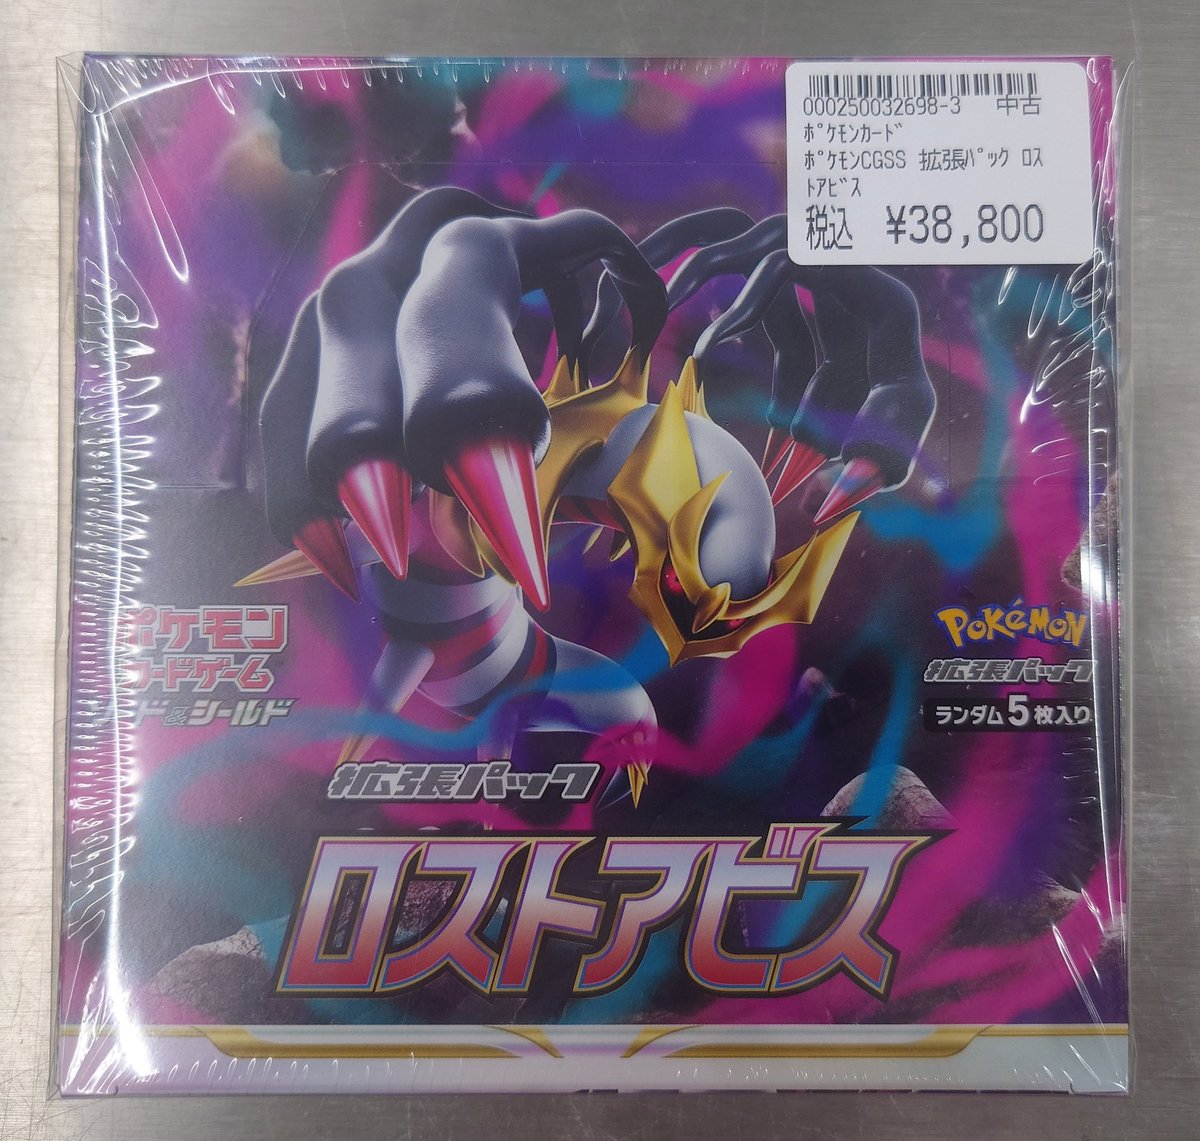 000250032698-3 中古
ﾎﾟｹﾓﾝｶｰﾄﾞ
ﾎﾟｹﾓﾝCGSS 拡張ﾊﾟｯｸ ﾛｽ
ﾄｱﾋﾞｽ
税込 ¥38,800
ポケモン
カードゲーム
ド&シールド
POKéMON
拡張パック
ランダム5枚入り
拡張パック
ロストアビス